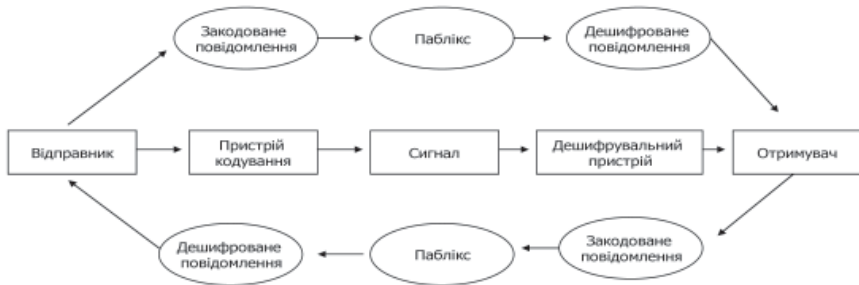 Закодоване
повідомлення
Паблікс
Дешифроване
повідомлення
Відправник
Пристрій
кодування
Сигнал
Дешифрувальний
пристрій
Отримувач
Дешифроване
повідомлення
Паблікс
Закодоване
повідомлення